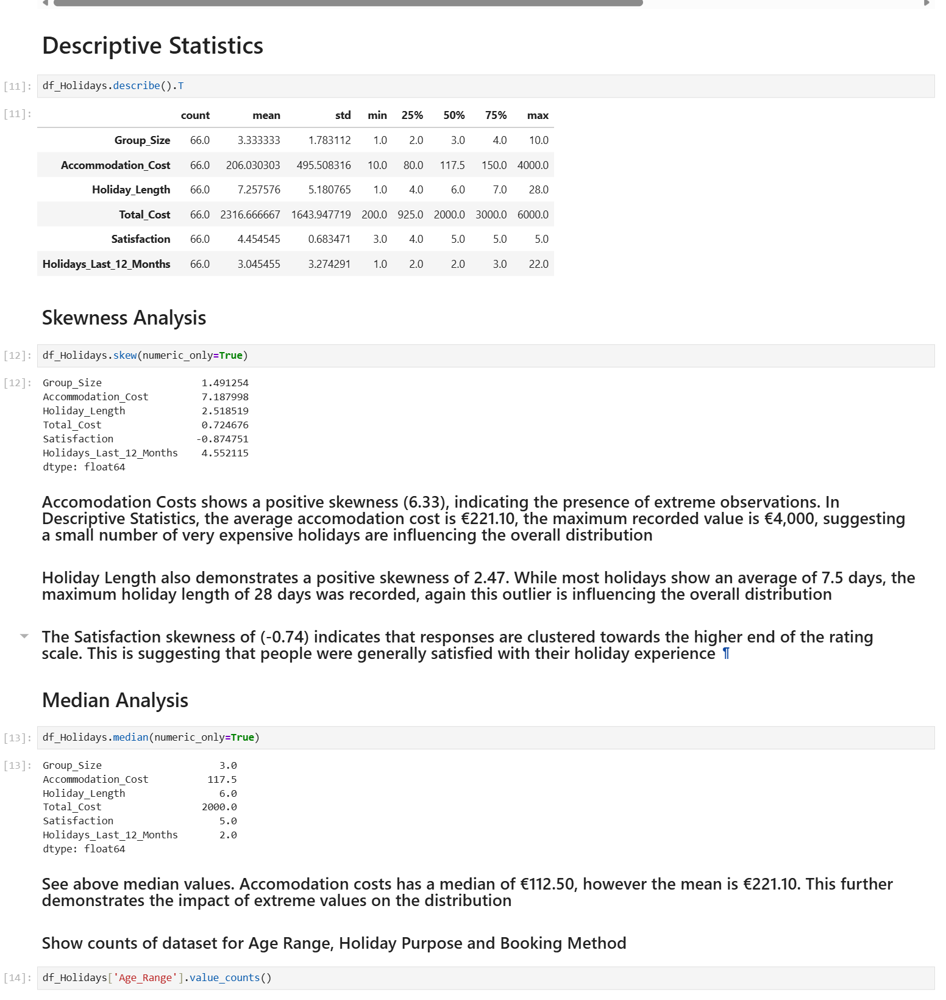 Descriptive Statistics
[11]: df_Holidays.describe().T
[11]: count mean std min 25% 50% 75% max
Group_Size 66.0 3.333333 1.783112 1.0 2.0 3.0 4.0 10.0
Accommodation_Cost 66.0 206.030303 495.508316 10.0 80.0 117.5 150.0 4000.0
Holiday_Length 66.0 7.257576 5.180765 1.0 4.0 6.0 7.0 28.0
Total_Cost 66.0 2316.666667 1643.947719 200.0 925.0 2000.0 3000.0 6000.0
Satisfaction 66.0 4.454545 0.683471 3.0 4.0 5.0 5.0 5.0
Holidays_Last_12_Months 66.0 3.045455 3.274291 1.0 2.0 2.0 3.0 22.0
Skewness Analysis
[12]: df_Holidays.skew(numeric_only=True)
[12]: Group_Size 1.491254
Accommodation_Cost 7.187998
Holiday_Length 2.518519
Total_Cost 0.724676
Satisfaction -0.874751
Holidays_Last_12_Months 4.552115
dtype: float64
Accomodation Costs shows a positive skewness (6.33), indicating the presence of extreme observations. In
Descriptive Statistics, the average accomodation cost is €221.10, the maximum recorded value is €4,000, suggesting
a small number of very expensive holidays are influencing the overall distribution
Holiday Length also demonstrates a positive skewness of 2.47. While most holidays show an average of 7.5 days, the
maximum holiday length of 28 days was recorded, again this outlier is influencing the overall distribution
The Satisfaction skewness of (-0.74) indicates that responses are clustered towards the higher end of the rating
scale. This is suggesting that people were generally satisfied with their holiday experience ¶
Median Analysis
[13]: df_Holidays.median(numeric_only=True)
[13]: Group_Size 3.0
Accommodation_Cost 117.5
Holiday_Length 6.0
Total_Cost 2000.0
Satisfaction 5.0
Holidays_Last_12_Months 2.0
dtype: float64
See above median values. Accomodation costs has a median of €112.50, however the mean is €221.10. This further
demonstrates the impact of extreme values on the distribution
Show counts of dataset for Age Range, Holiday Purpose and Booking Method
[14]: df_Holidays['Age_Range'].value_counts()